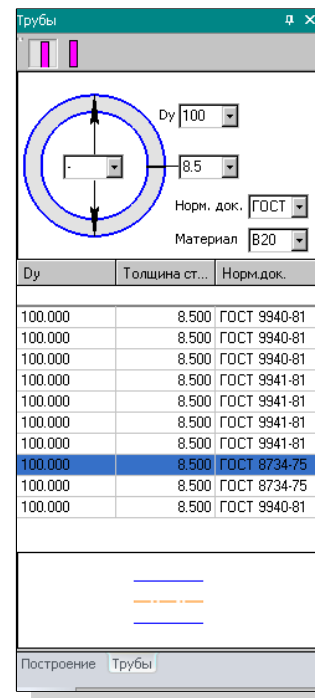 Трубы
Dy 100
- 8.5
Норм. док. ГОСТ
Материал В20
Dy Толщина ст... Норм.док.
100.000 8.500 ГОСТ 9940-81
100.000 8.500 ГОСТ 9940-81
100.000 8.500 ГОСТ 9940-81
100.000 8.500 ГОСТ 9941-81
100.000 8.500 ГОСТ 9941-81
100.000 8.500 ГОСТ 9941-81
100.000 8.500 ГОСТ 9941-81
100.000 8.500 ГОСТ 8734-75
100.000 8.500 ГОСТ 8734-75
100.000 8.500 ГОСТ 9940-81
Построение Трубы